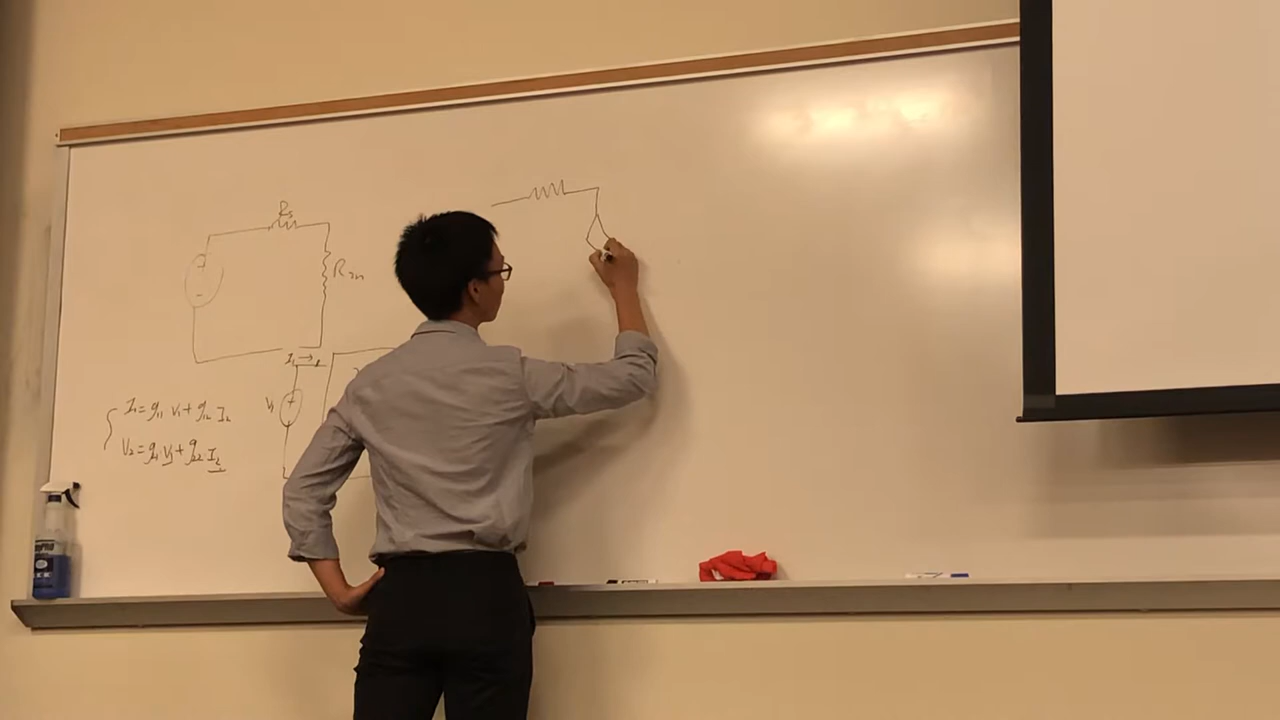 Rs
Rin
I₁ →
V₁
I₁ = g₁₁ V₁ + g₁₂ I₂
V₂ = g₂₁ V₁ + g₂₂ I₂